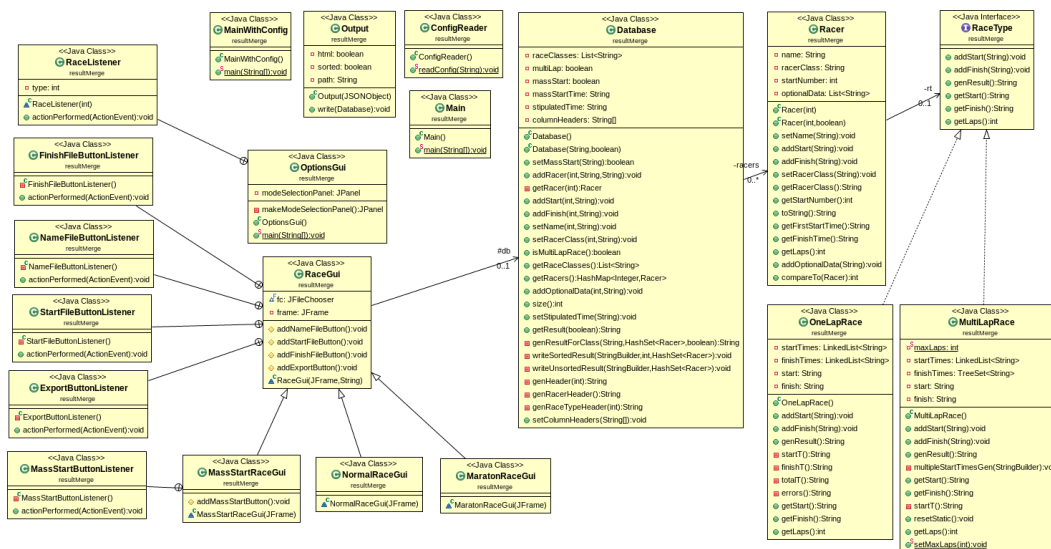 <<Java Class>>
RaceListener
resultMerge
type: int
RaceListener(int)
actionPerformed(ActionEvent):void
<<Java Class>>
FinishFileButtonListener
resultMerge
FinishFileButtonListener()
actionPerformed(ActionEvent):void
<<Java Class>>
NameFileButtonListener
resultMerge
NameFileButtonListener()
actionPerformed(ActionEvent):void
<<Java Class>>
StartFileButtonListener
resultMerge
StartFileButtonListener()
actionPerformed(ActionEvent):void
<<Java Class>>
ExportButtonListener
resultMerge
ExportButtonListener()
actionPerformed(ActionEvent):void
<<Java Class>>
MassStartButtonListener
resultMerge
MassStartButtonListener()
actionPerformed(ActionEvent):void
<<Java Class>>
MainWithConfig
resultMerge
MainWithConfig()
main(String[]):void
<<Java Class>>
Output
resultMerge
html: boolean
sorted: boolean
path: String
Output(JSONObject)
write(Database):void
<<Java Class>>
ConfigReader
resultMerge
ConfigReader()
readConfig(String):void
<<Java Class>>
Main
resultMerge
Main()
main(String[]):void
<<Java Class>>
OptionsGui
resultMerge
modeSelectionPanel: JPanel
makeModeSelectionPanel():JPanel
OptionsGui()
main(String[]):void
<<Java Class>>
RaceGui
resultMerge
fc: JFileChooser
frame: JFrame
addNameFileButton():void
addStartFileButton():void
addFinishFileButton():void
addExportButton():void
RaceGui(JFrame,String)
<<Java Class>>
MassStartRaceGui
resultMerge
addMassStartButton():void
MassStartRaceGui(JFrame)
<<Java Class>>
NormalRaceGui
resultMerge
NormalRaceGui(JFrame)
<<Java Class>>
MaratonRaceGui
resultMerge
MaratonRaceGui(JFrame)
#db
0..1
<<Java Class>>
Database
resultMerge
raceClasses: List<String>
multiLap: boolean
massStart: boolean
massStartTime: String
stipulatedTime: String
columnHeaders: String[]
Database()
Database(String,boolean)
setMassStart():boolean
addRacer(int,String,String):void
getRacer(int):Racer
addStart(int,String):void
addFinish(int,String):void
setName(int,String):void
setRacerClass(int,String):void
isMultiLapRace():boolean
getRaceClasses():List<String>
getRacers():HashMap<Integer,Racer>
addOptionalData(int,String):void
size():int
setStipulatedTime(String):void
getResult(boolean):String
genResultForClass(String,HashSet<Racer>,boolean):String
writeSortedResult(StringBuilder,int,HashSet<Racer>):void
writeUnsortedResult(StringBuilder,HashSet<Racer>):void
genHeader(int):String
genRacerHeader():String
genRaceTypeHeader(int):String
setColumnHeaders(String[]):void
-racers
0..*
<<Java Class>>
Racer
resultMerge
name: String
racerClass: String
startNumber: int
optionalData: List<String>
Racer(int)
Racer(int,boolean)
setName(String):void
addStart(String):void
addFinish(String):void
setRacerClass(String):void
getRacerClass():String
getStartNumber():int
toString():String
getFirstStartTime():String
getFinishTime():String
getLaps():int
addOptionalData(String):void
compareTo(Racer):int
-rt
0..1
<<Java Interface>>
RaceType
resultMerge
addStart(String):void
addFinish(String):void
genResult():String
getStart():String
getFinish():String
getLaps():int
<<Java Class>>
OneLapRace
resultMerge
startTimes: LinkedList<String>
finishTimes: LinkedList<String>
start: String
finish: String
OneLapRace()
addStart(String):void
addFinish(String):void
genResult():String
startT():String
finishT():String
totalT():String
errors():String
getStart():String
getFinish():String
getLaps():int
<<Java Class>>
MultiLapRace
resultMerge
maxLaps: int
startTimes: LinkedList<String>
finishTimes: TreeSet<String>
start: String
finish: String
MultiLapRace()
addStart(String):void
addFinish(String):void
genResult():String
multipleStartTimesGen(StringBuilder):vo
getStart():String
getFinish():String
startT():String
resetStatic():void
getLaps():int
setMaxLaps(int):void